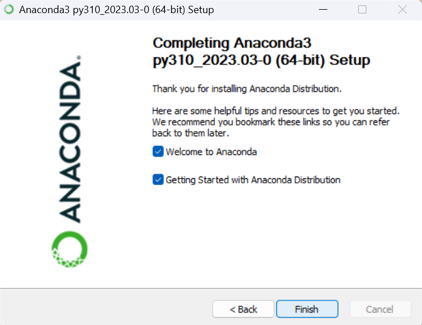 Anaconda3 py310_2023.03-0 (64-bit) Setup
Completing Anaconda3
py310_2023.03-0 (64-bit) Setup
Thank you for installing Anaconda Distribution.
Here are some helpful tips and resources to get you started.
We recommend you bookmark these links so you can refer
back to them later.
Welcome to Anaconda
Getting Started with Anaconda Distribution
ANACONDA.
< Back
Finish
Cancel